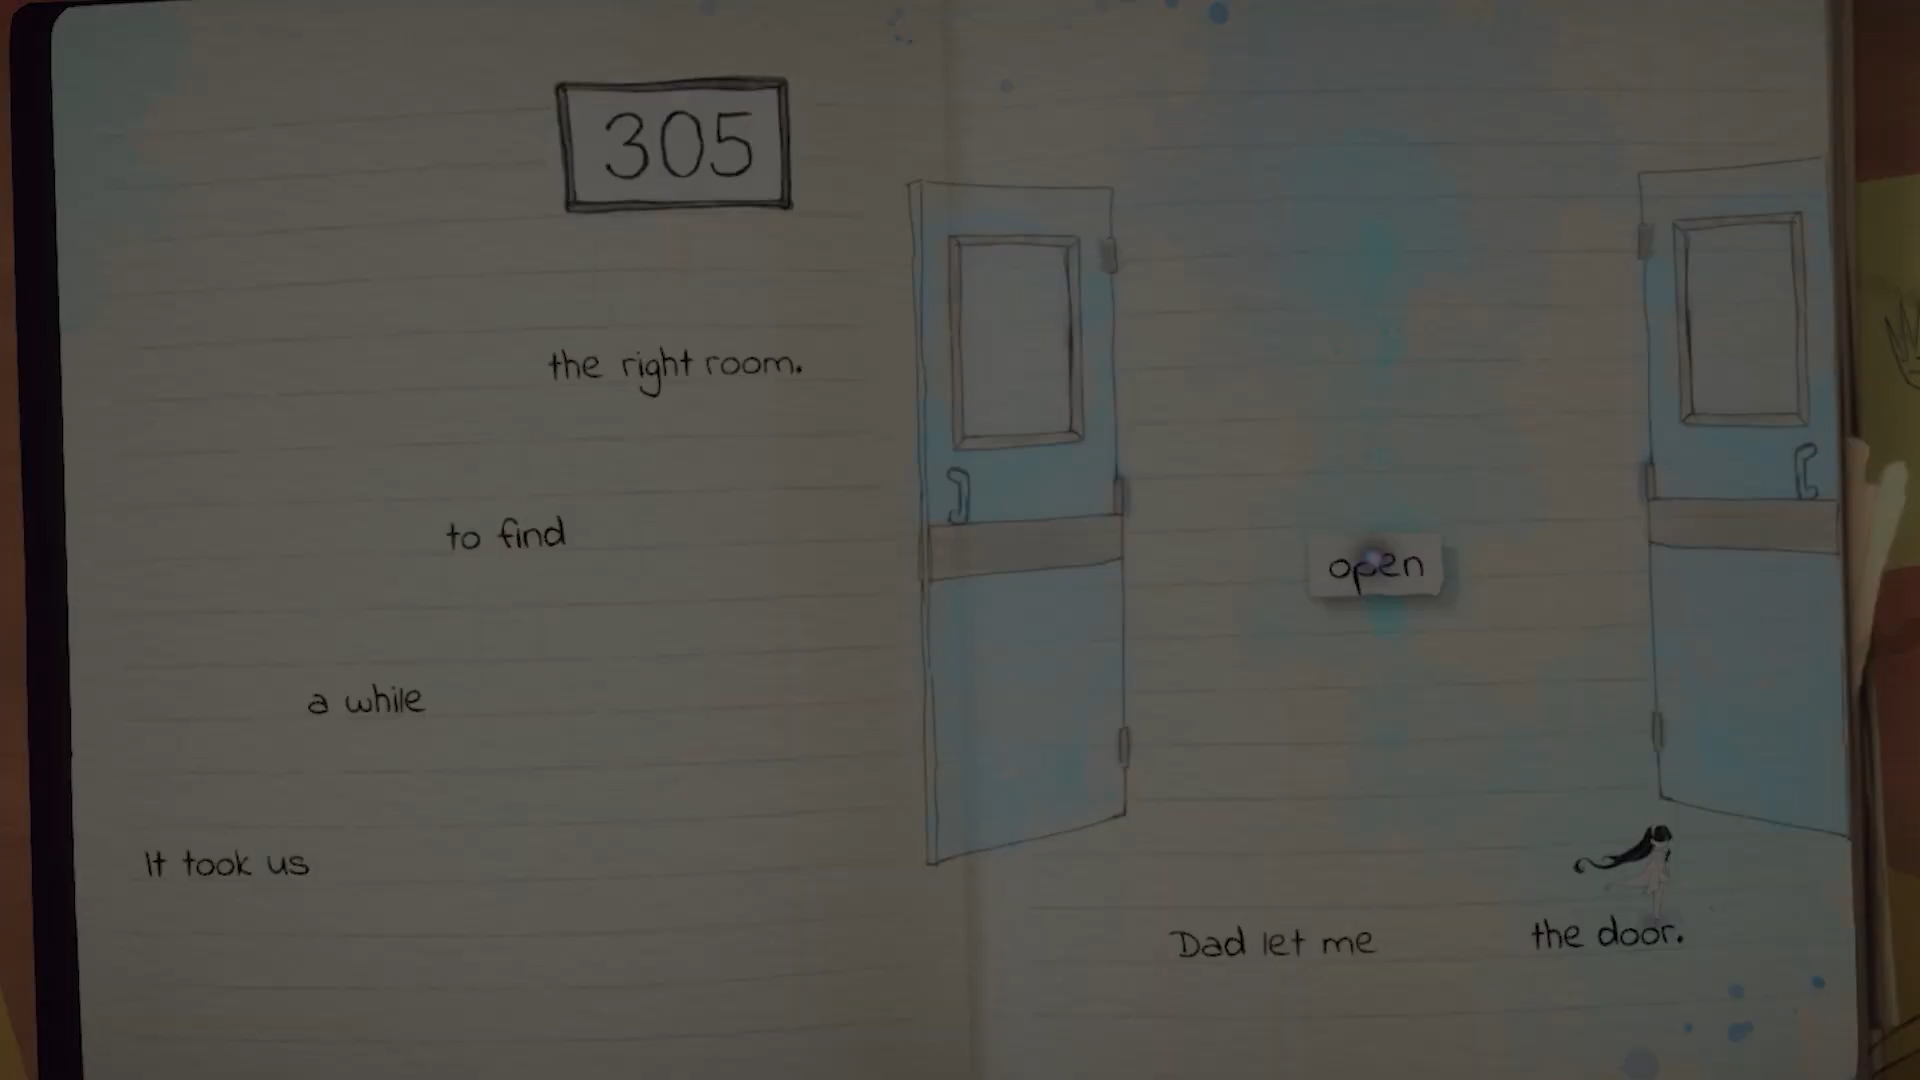 305
It took us
a while
to find
the right room.
open
Dad let me
the door.